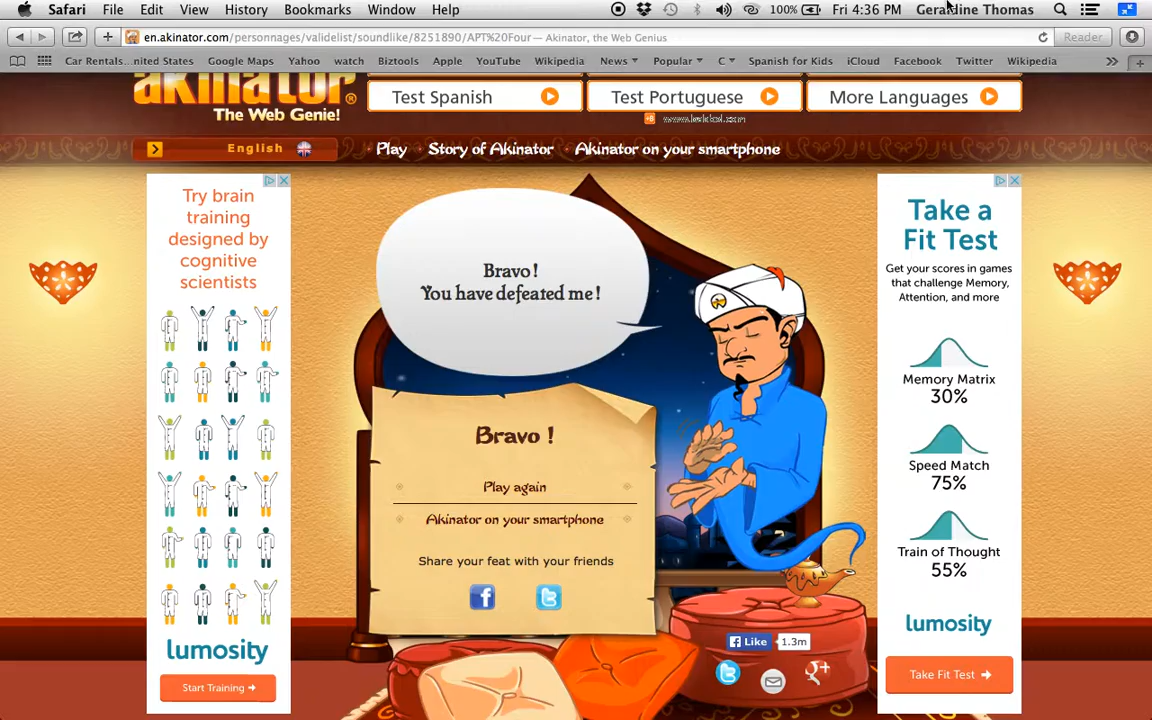 Safari File Edit View History Bookmarks Window Help 100% Fri 4:36 PM Geraldine Thomas
en.akinator.com/personnages/validelist/soundlike/8251890/APT%20Four — Akinator, the Web Genius Reader
Car Rentals...nited States Google Maps Yahoo watch Biztools Apple YouTube Wikipedia News Popular C Spanish for Kids iCloud Facebook Twitter Wikipedia
akinator®
The Web Genie!
Test Spanish
Test Portuguese
More Languages
English
Play
Story of Akinator
Akinator on your smartphone
Try brain
training
designed by
cognitive
scientists
lumosity
Start Training
Bravo !
You have defeated me !
Bravo !
Play again
Akinator on your smartphone
Share your feat with your friends
Like 1.3m
Take a
Fit Test
Get your scores in games
that challenge Memory,
Attention, and more
Memory Matrix
30%
Speed Match
75%
Train of Thought
55%
lumosity
Take Fit Test